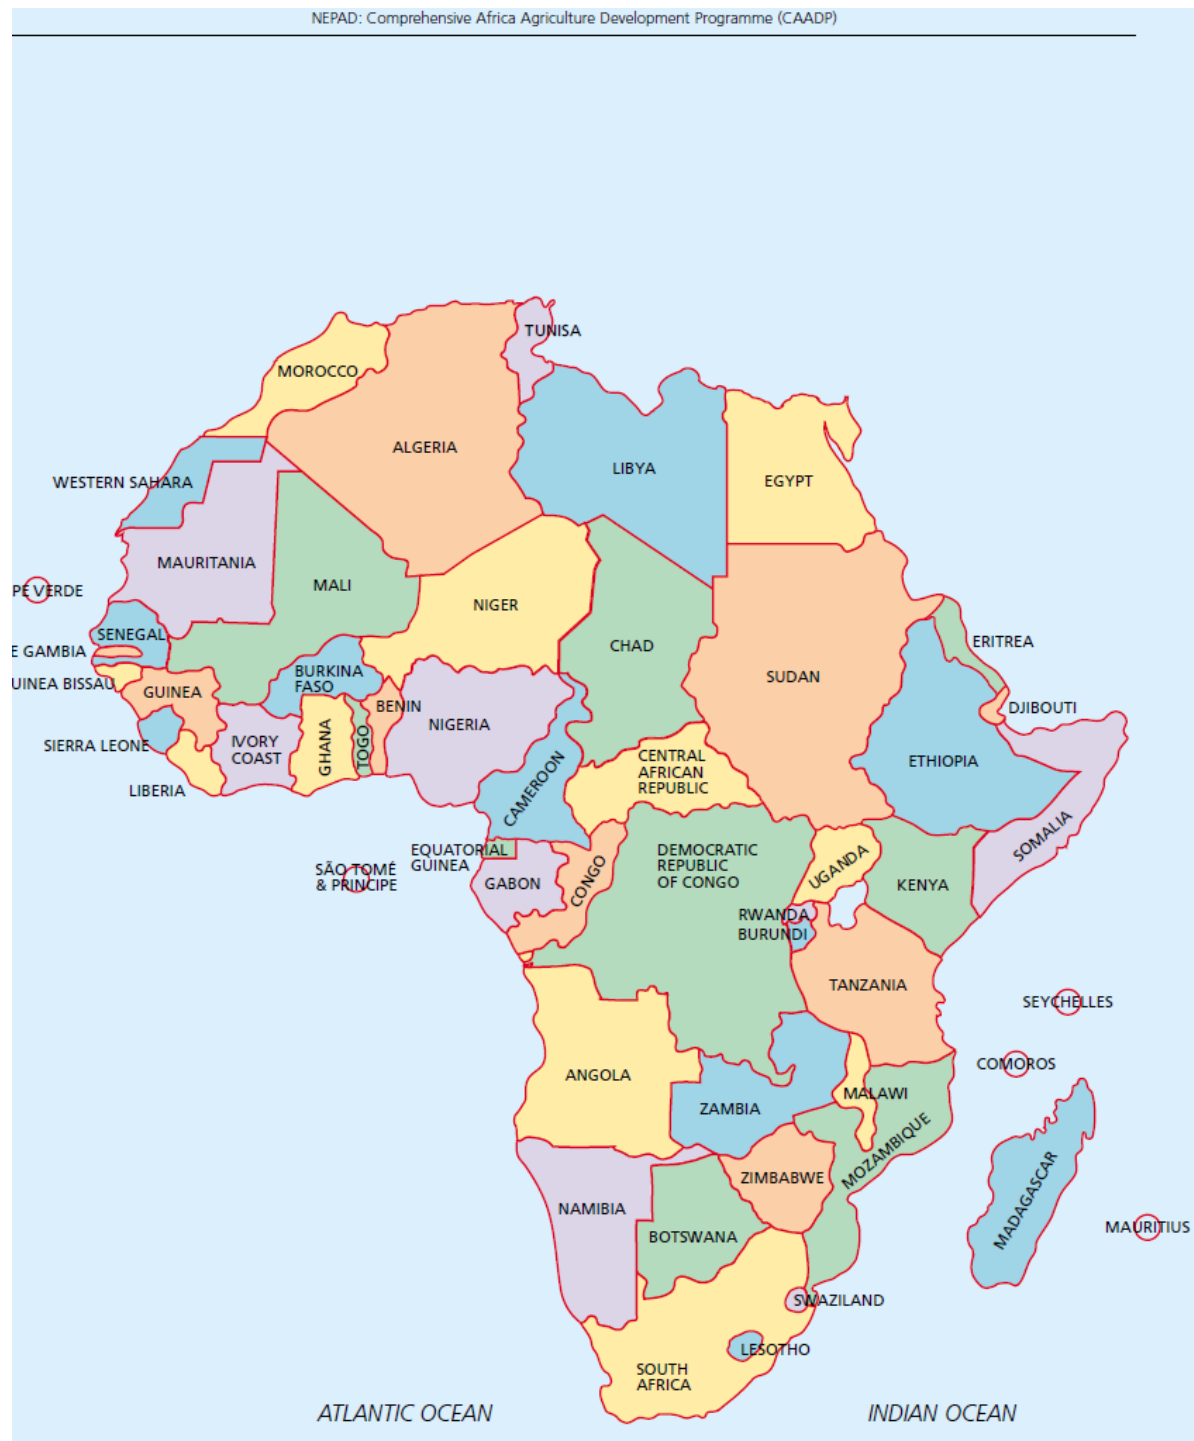 NEPAD: Comprehensive Africa Agriculture Development Programme (CAADP)
TUNISA
MOROCCO
ALGERIA
LIBYA
EGYPT
WESTERN SAHARA
MAURITANIA
MALI
PE VERDE
NIGER
SENEGAL
CHAD
ERITREA
E GAMBIA
BURKINA
FASO
SUDAN
UINEA BISSAU
GUINEA
BENIN
DJIBOUTI
NIGERIA
SIERRA LEONE
IVORY
COAST
GHANA
TOGO
CENTRAL
AFRICAN
REPUBLIC
ETHIOPIA
LIBERIA
CAMEROON
SOMALIA
EQUATORIAL
GUINEA
DEMOCRATIC
REPUBLIC
OF CONGO
UGANDA
SÃO TOMÉ
& PRINCIPE
GABON
CONGO
KENYA
RWANDA
BURUNDI
TANZANIA
SEYCHELLES
COMOROS
ANGOLA
MALAWI
ZAMBIA
MOZAMBIQUE
ZIMBABWE
MADAGASCAR
NAMIBIA
MAURITIUS
BOTSWANA
SWAZILAND
LESOTHO
SOUTH
AFRICA
ATLANTIC OCEAN
INDIAN OCEAN